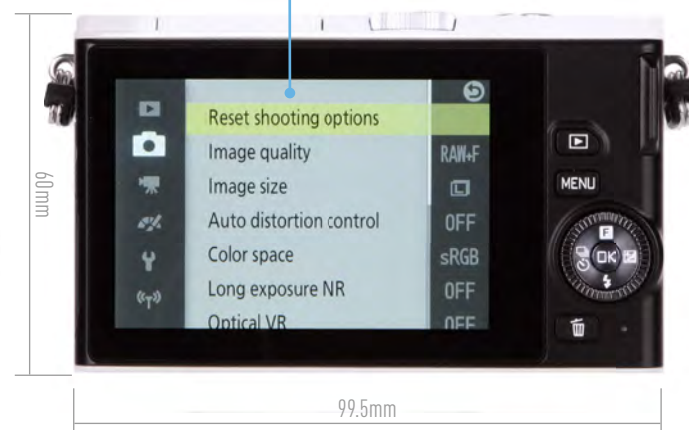 Reset shooting options
Image quality RAW+F
Image size L
Auto distortion control OFF
Color space sRGB
Long exposure NR OFF
Optical VR OFF
MENU
F
OK
60mm
99.5mm